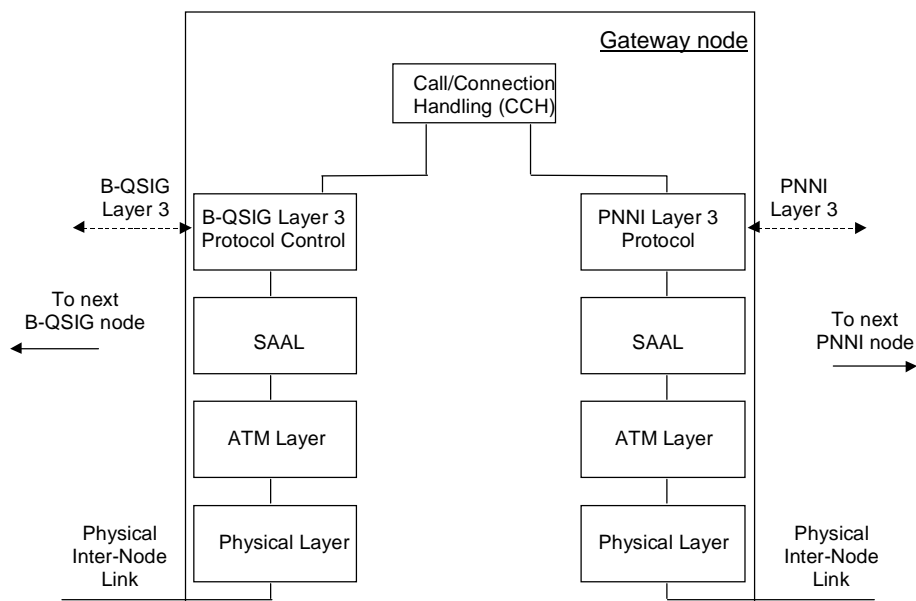 Gateway node
Call/Connection
Handling (CCH)
B-QSIG
Layer 3
B-QSIG Layer 3
Protocol Control
PNNI Layer 3
Protocol
PNNI
Layer 3
To next
B-QSIG node
SAAL
SAAL
To next
PNNI node
ATM Layer
ATM Layer
Physical
Inter-Node
Link
Physical Layer
Physical Layer
Physical
Inter-Node
Link